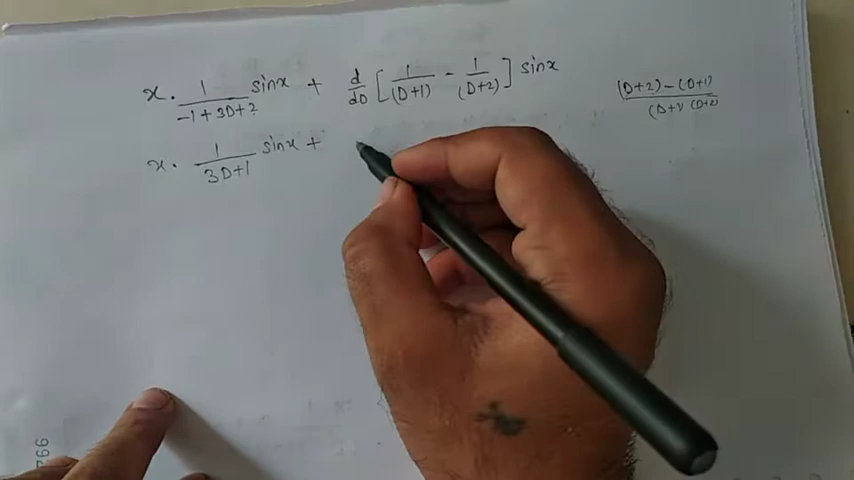 x. 1/(-1+3D+2) sinx + d/dD [ 1/(D+1) - 1/(D+2) ] sinx
(D+2)-(D+1)/(D+1)(D+2)
x. 1/(3D+1) sinx +